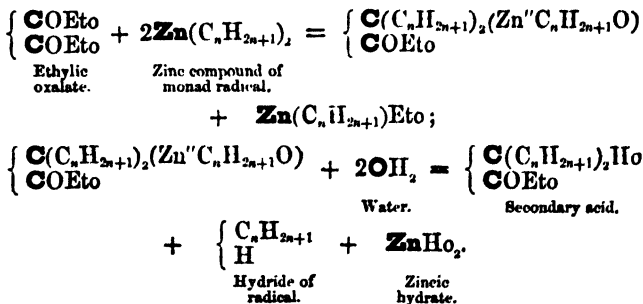 { COEto + 2Zn(CₙH₂ₙ₊₁)₂ = { C(CₙH₂ₙ₊₁)₂(Zn″CₙH₂ₙ₊₁O)
{ COEto { COEto
Ethylic oxalate. Zinc compound of monad radical.
+ Zn(CₙH₂ₙ₊₁)Eto;
{ C(CₙH₂ₙ₊₁)₂(Zn″CₙH₂ₙ₊₁O) + 2OH₂ = { C(CₙH₂ₙ₊₁)₂Ho
{ COEto { COEto
Water. Secondary acid.
+ { CₙH₂ₙ₊₁ + ZnHo₂.
{ H
Hydride of radical. Zincic hydrate.